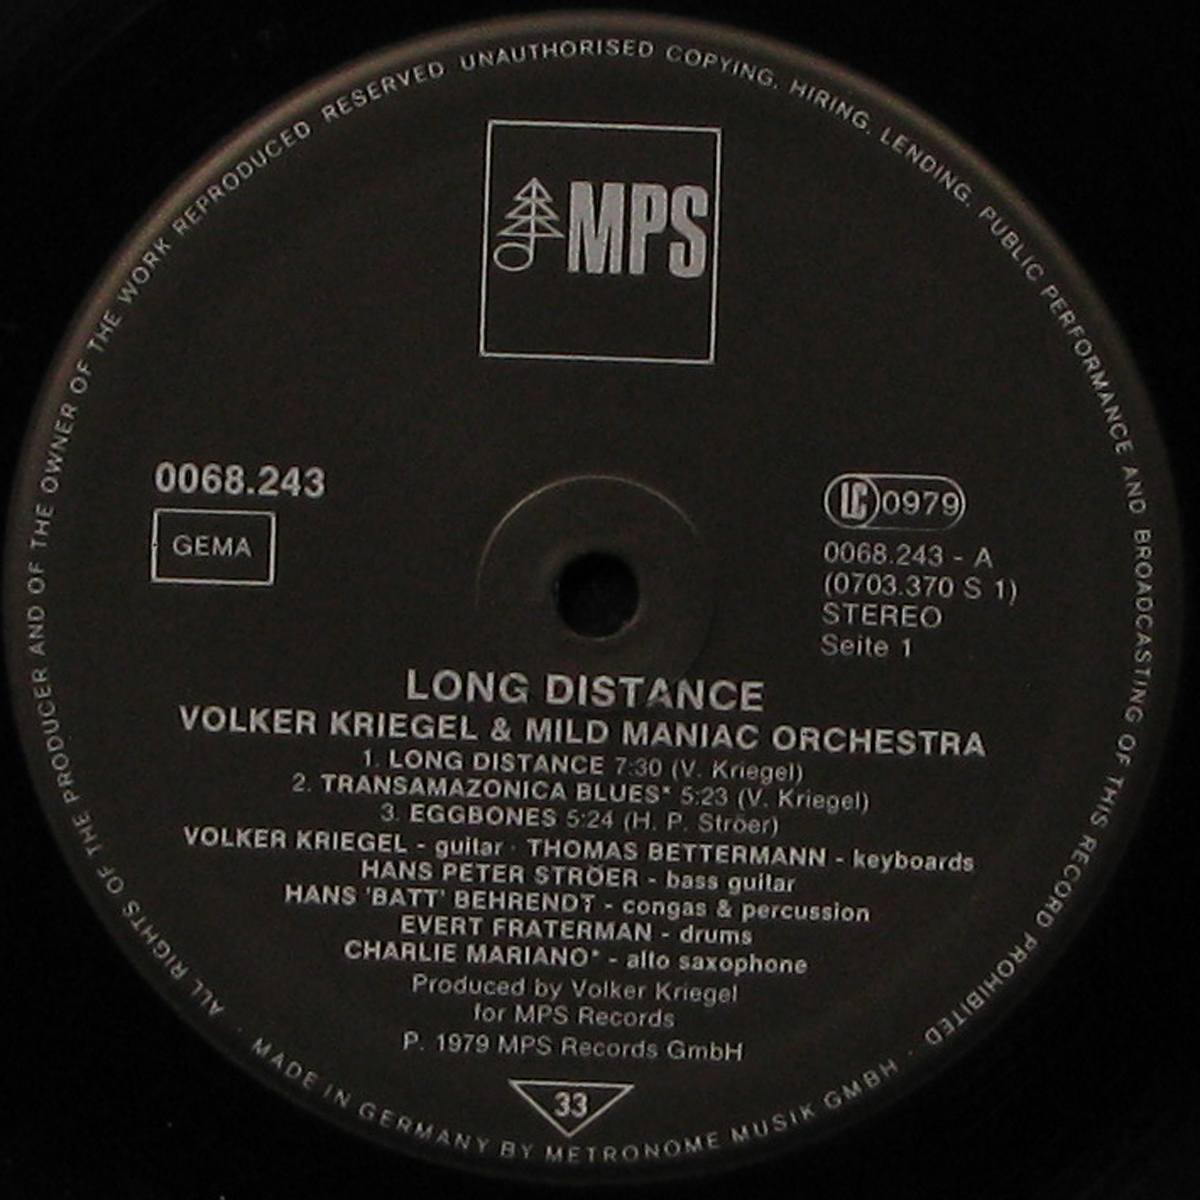 ALL RIGHTS OF THE PRODUCER AND OF THE OWNER OF THE WORK REPRODUCED RESERVED UNAUTHORISED COPYING, HIRING, LENDING, PUBLIC PERFORMANCE AND BROADCASTING OF THIS RECORD PROHIBITED · MADE IN GERMANY BY METRONOME MUSIK GMBH ·
MPS
0068.243
GEMA
LC 0979
0068.243 - A
(0703.370 S 1)
STEREO
Seite 1
LONG DISTANCE
VOLKER KRIEGEL & MILD MANIAC ORCHESTRA
1. LONG DISTANCE 7:30 (V. Kriegel)
2. TRANSAMAZONICA BLUES* 5:23 (V. Kriegel)
3. EGGBONES 5:24 (H. P. Ströer)
VOLKER KRIEGEL - guitar · THOMAS BETTERMANN - keyboards
HANS PETER STRÖER - bass guitar
HANS 'BATT' BEHRENDT - congas & percussion
EVERT FRATERMAN - drums
CHARLIE MARIANO* - alto saxophone
Produced by Volker Kriegel
for MPS Records
P. 1979 MPS Records GmbH
33